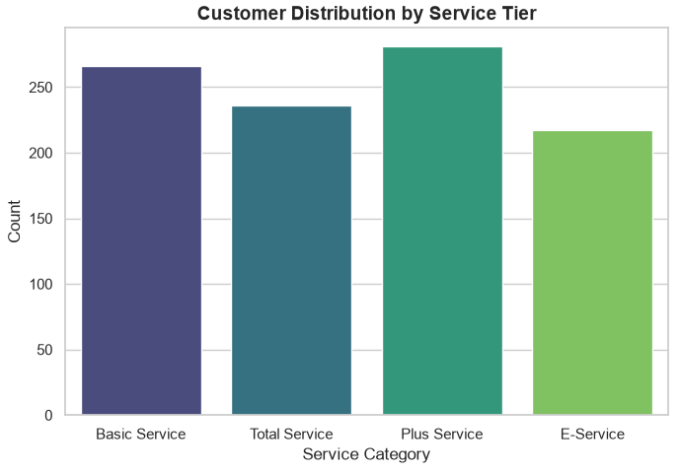 Customer Distribution by Service Tier
250
200
150
100
50
0
Count
Basic Service
Total Service
Plus Service
E-Service
Service Category